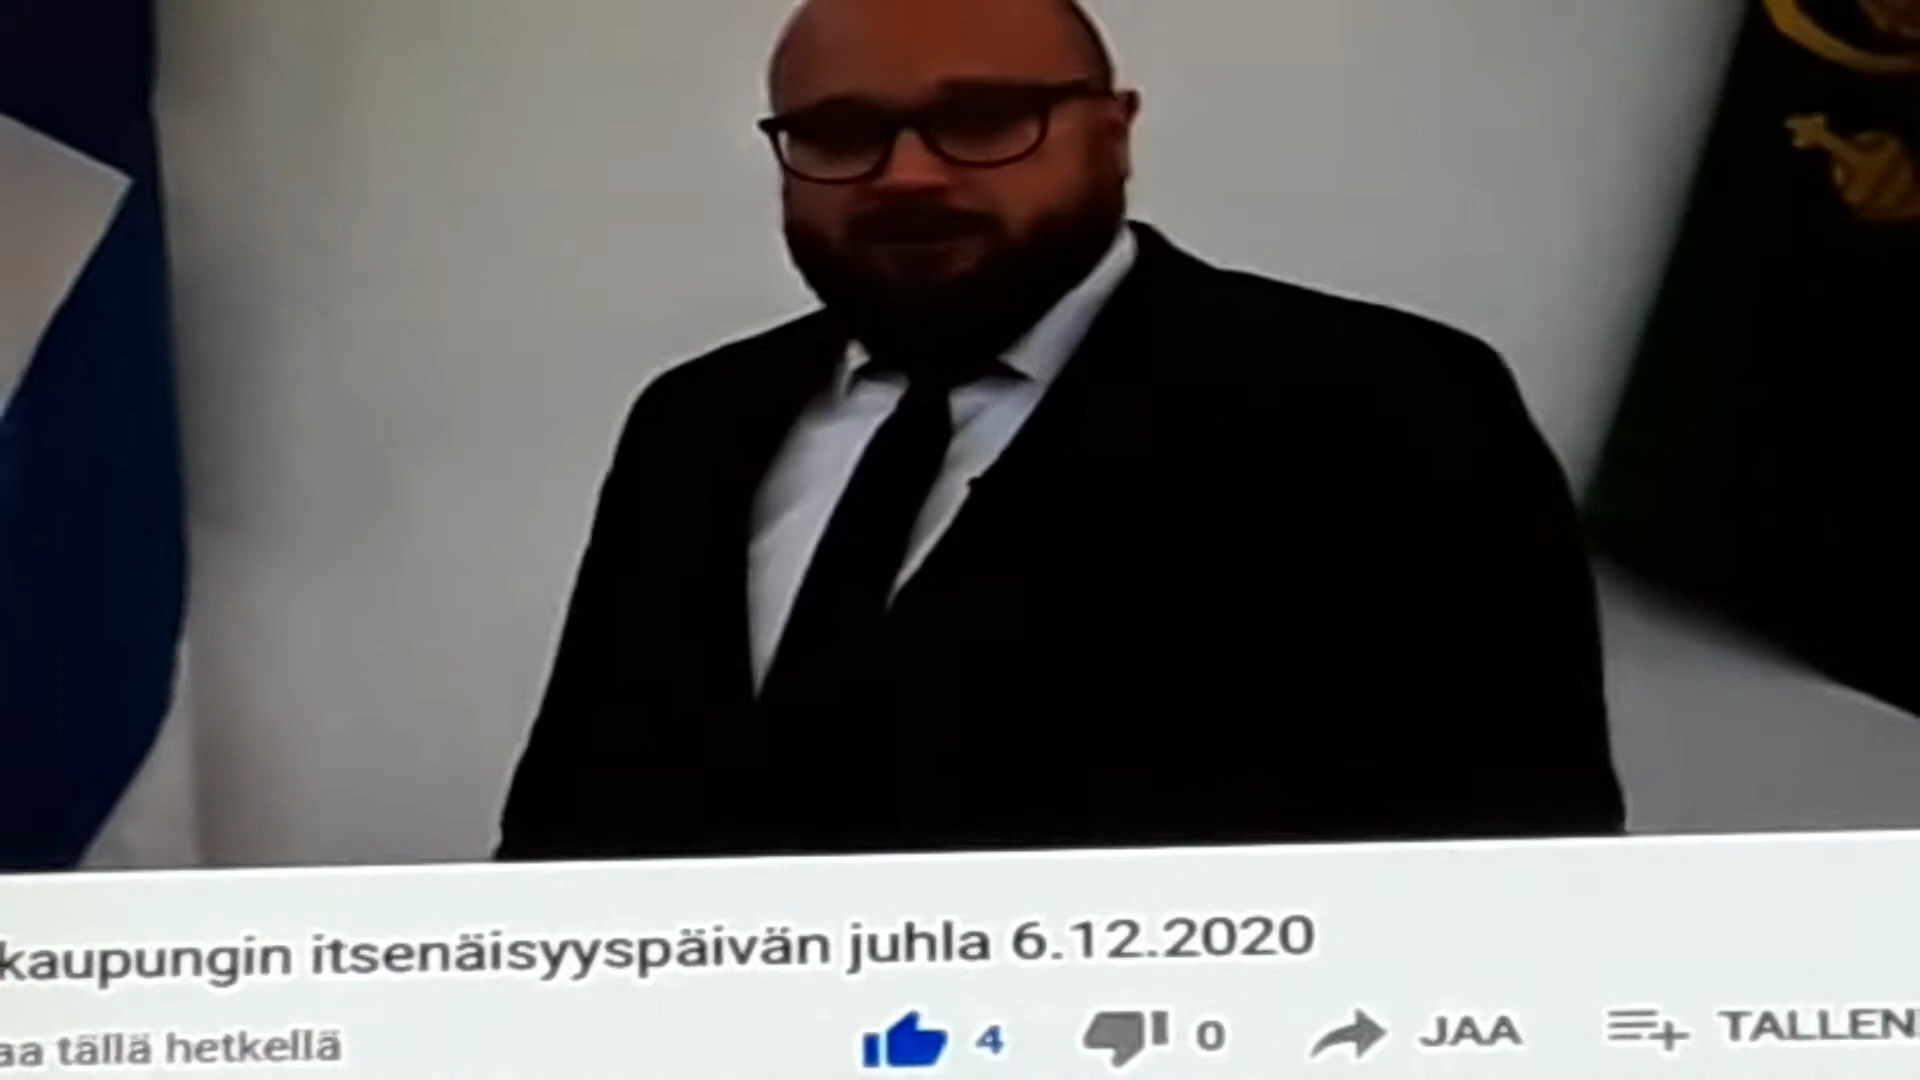 kaupungin itsenäisyyspäivän juhla 6.12.2020
aa tällä hetkellä 4 0 JAA TALLEN